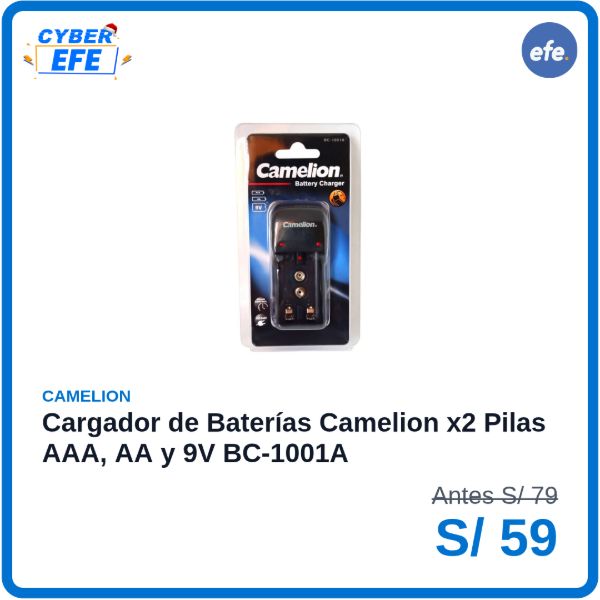 CYBER
EFE
efe.
BC-1001A
Camelion®
Battery Charger
9V
Camelion
CAMELION
Cargador de Baterías Camelion x2 Pilas
AAA, AA y 9V BC-1001A
Antes S/ 79
S/ 59